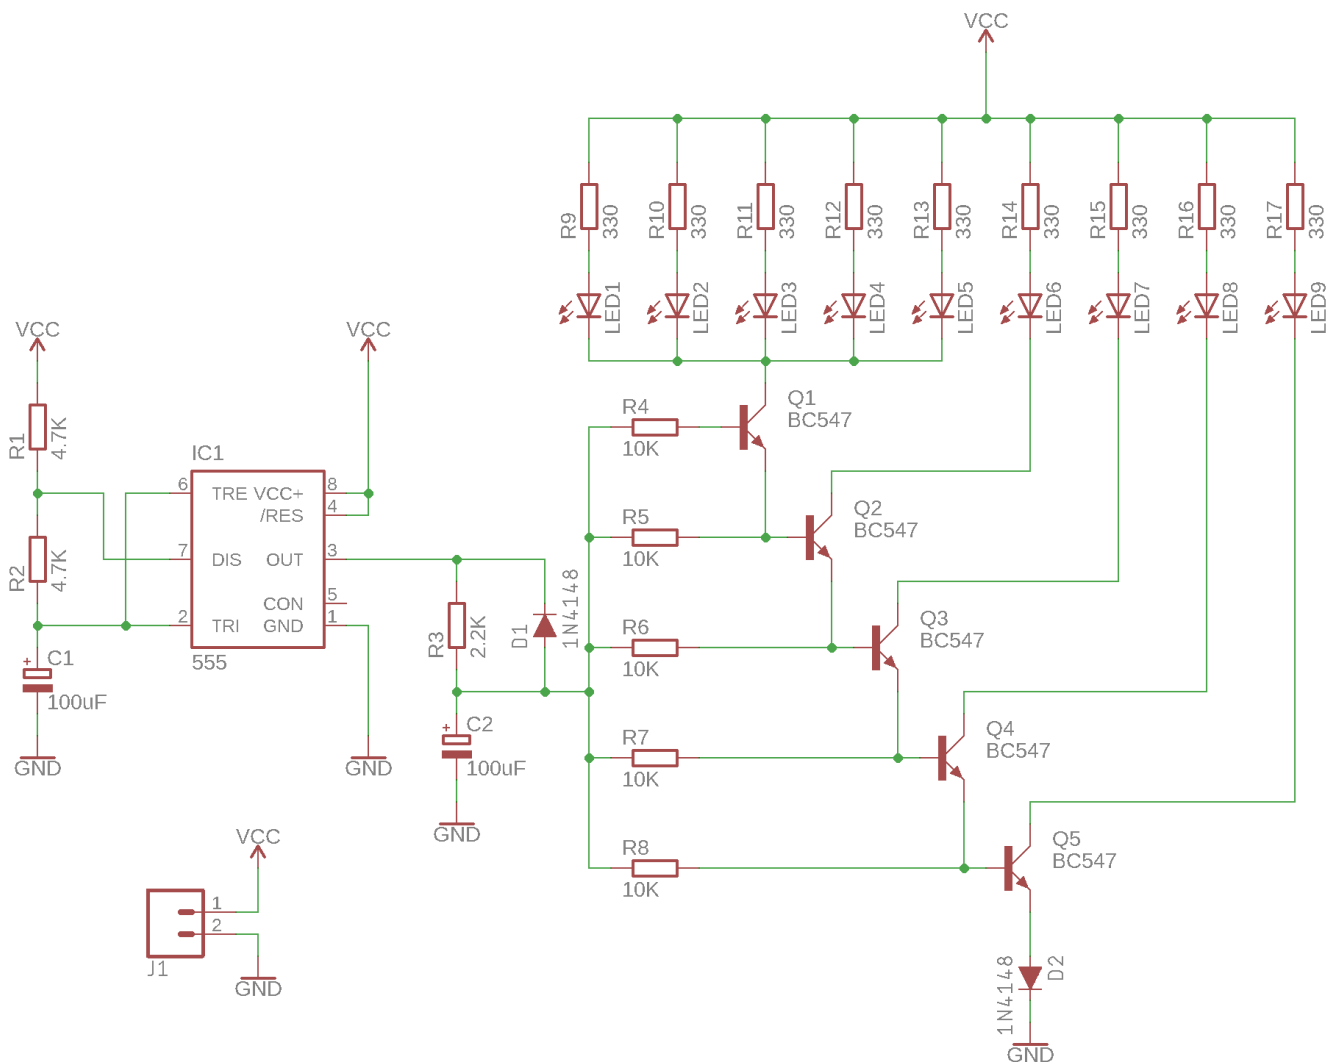 VCC
R9
330
R10
330
R11
330
R12
330
R13
330
R14
330
R15
330
R16
330
R17
330
LED1
LED2
LED3
LED4
LED5
LED6
LED7
LED8
LED9
VCC
VCC
R1
4.7K
R2
4.7K
+
C1
100uF
GND
IC1
6
TRE
VCC+
8
/RES
4
7
DIS
OUT
3
CON
5
2
TRI
GND
1
555
GND
R3
2.2K
D1
1N4148
+
C2
100uF
GND
R4
10K
Q1
BC547
R5
10K
Q2
BC547
R6
10K
Q3
BC547
R7
10K
Q4
BC547
R8
10K
Q5
BC547
VCC
1
2
J1
GND
1N4148
D2
GND